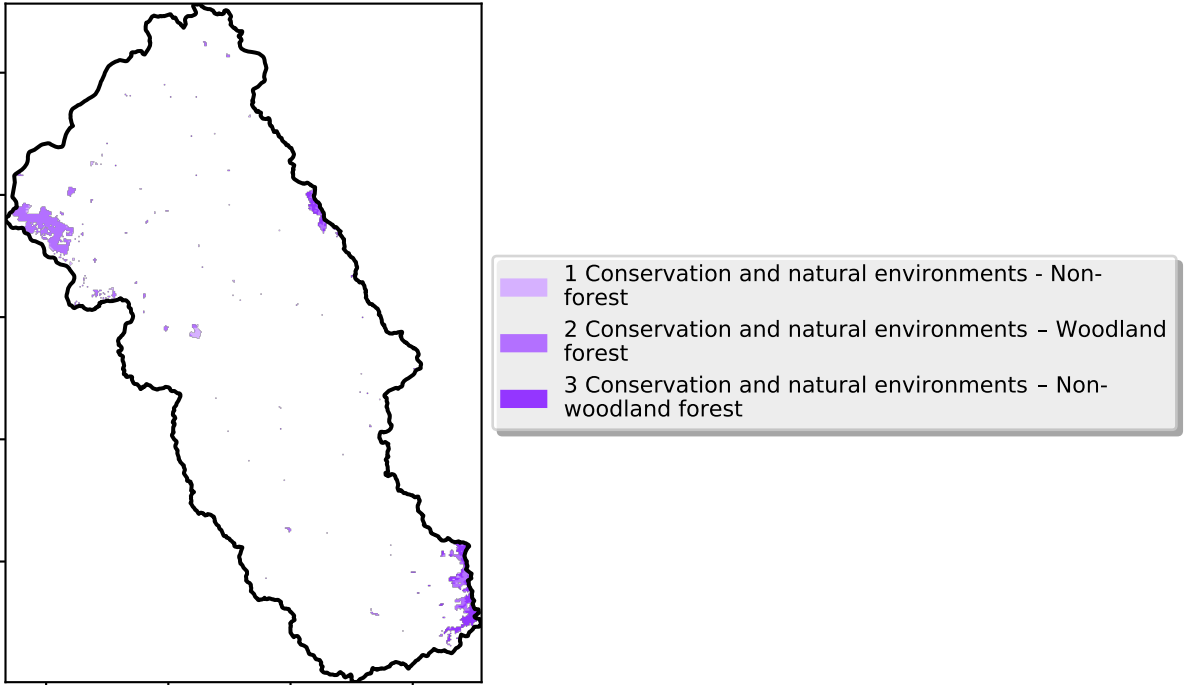 1 Conservation and natural environments - Non-
forest
2 Conservation and natural environments – Woodland
forest
3 Conservation and natural environments – Non-
woodland forest